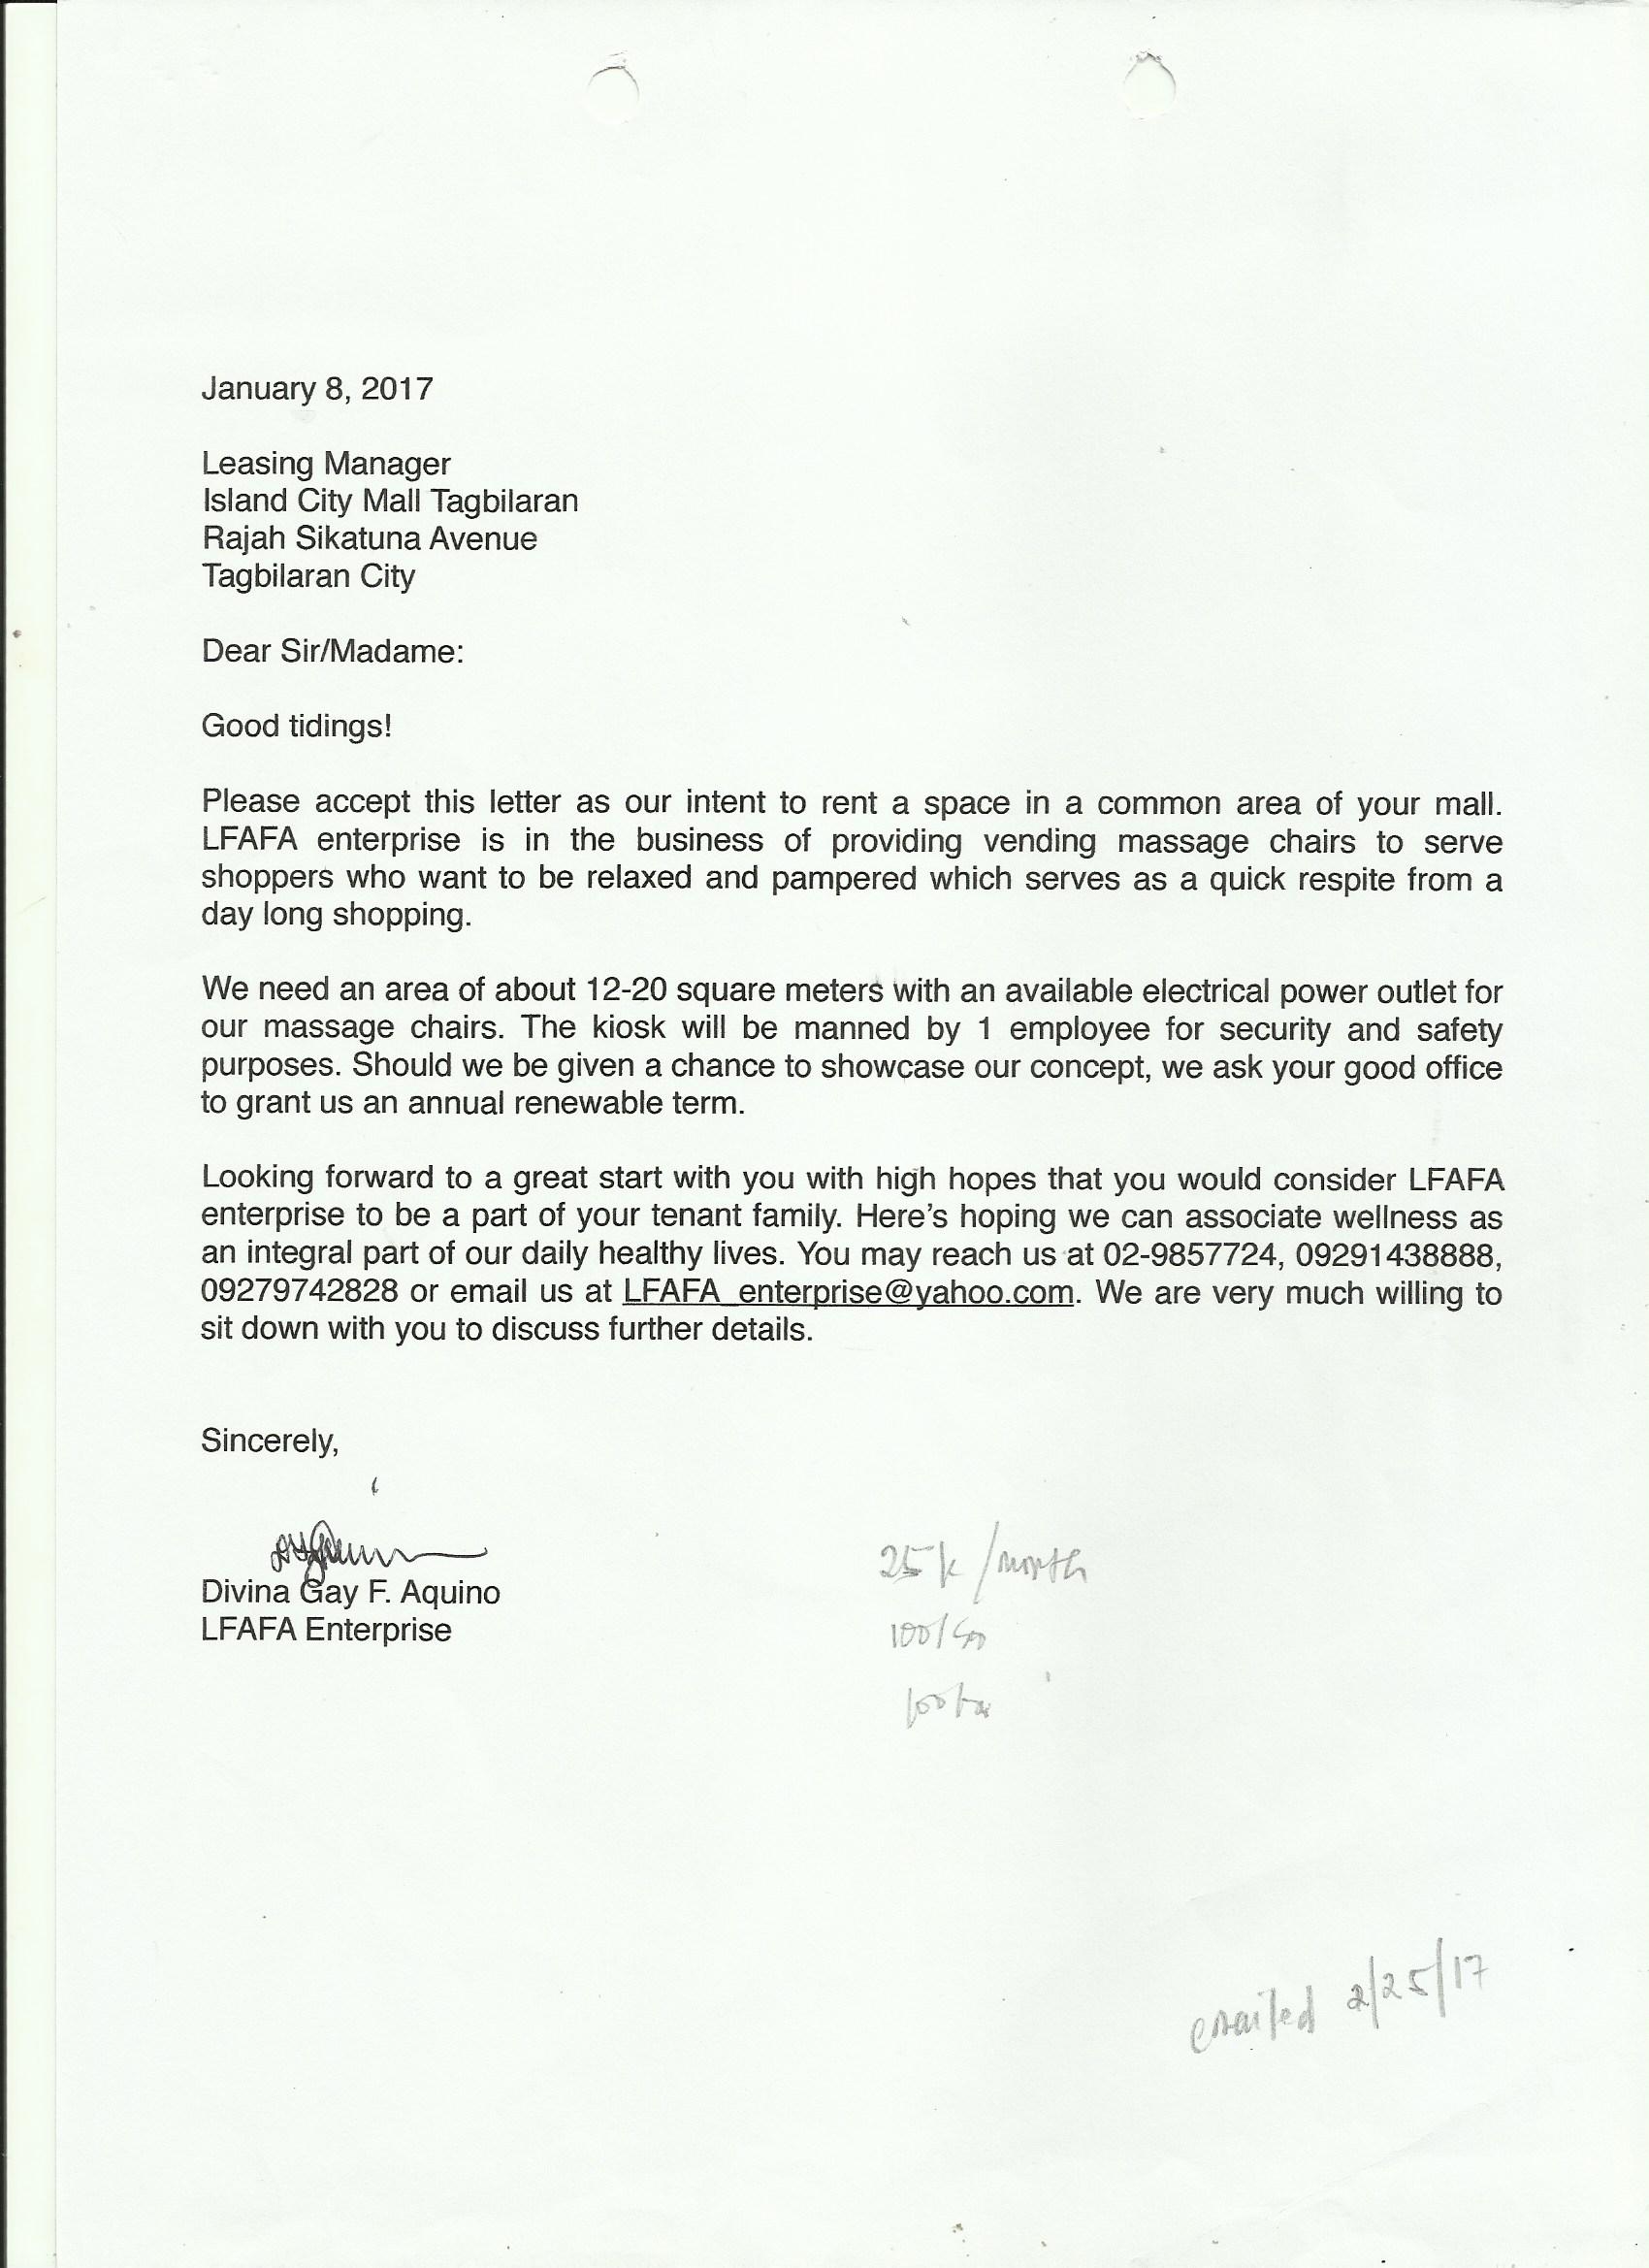 January 8, 2017
Leasing Manager
Island City Mall Tagbilaran
Rajah Sikatuna Avenue
Tagbilaran City
Dear Sir/Madame:
Good tidings!
Please accept this letter as our intent to rent a space in a common area of your mall.
LFAFA enterprise is in the business of providing vending massage chairs to serve
shoppers who want to be relaxed and pampered which serves as a quick respite from a
day long shopping.
We need an area of about 12-20 square meters with an available electrical power outlet for
our massage chairs. The kiosk will be manned by 1 employee for security and safety
purposes. Should we be given a chance to showcase our concept, we ask your good office
to grant us an annual renewable term.
Looking forward to a great start with you with high hopes that you would consider LFAFA
enterprise to be a part of your tenant family. Here's hoping we can associate wellness as
an integral part of our daily healthy lives. You may reach us at 02-9857724, 09291438888,
09279742828 or email us at LFAFA_enterprise@yahoo.com. We are very much willing to
sit down with you to discuss further details.
Sincerely,
Divina Gay F. Aquino
LFAFA Enterprise
25k/month
emailed 2/25/17